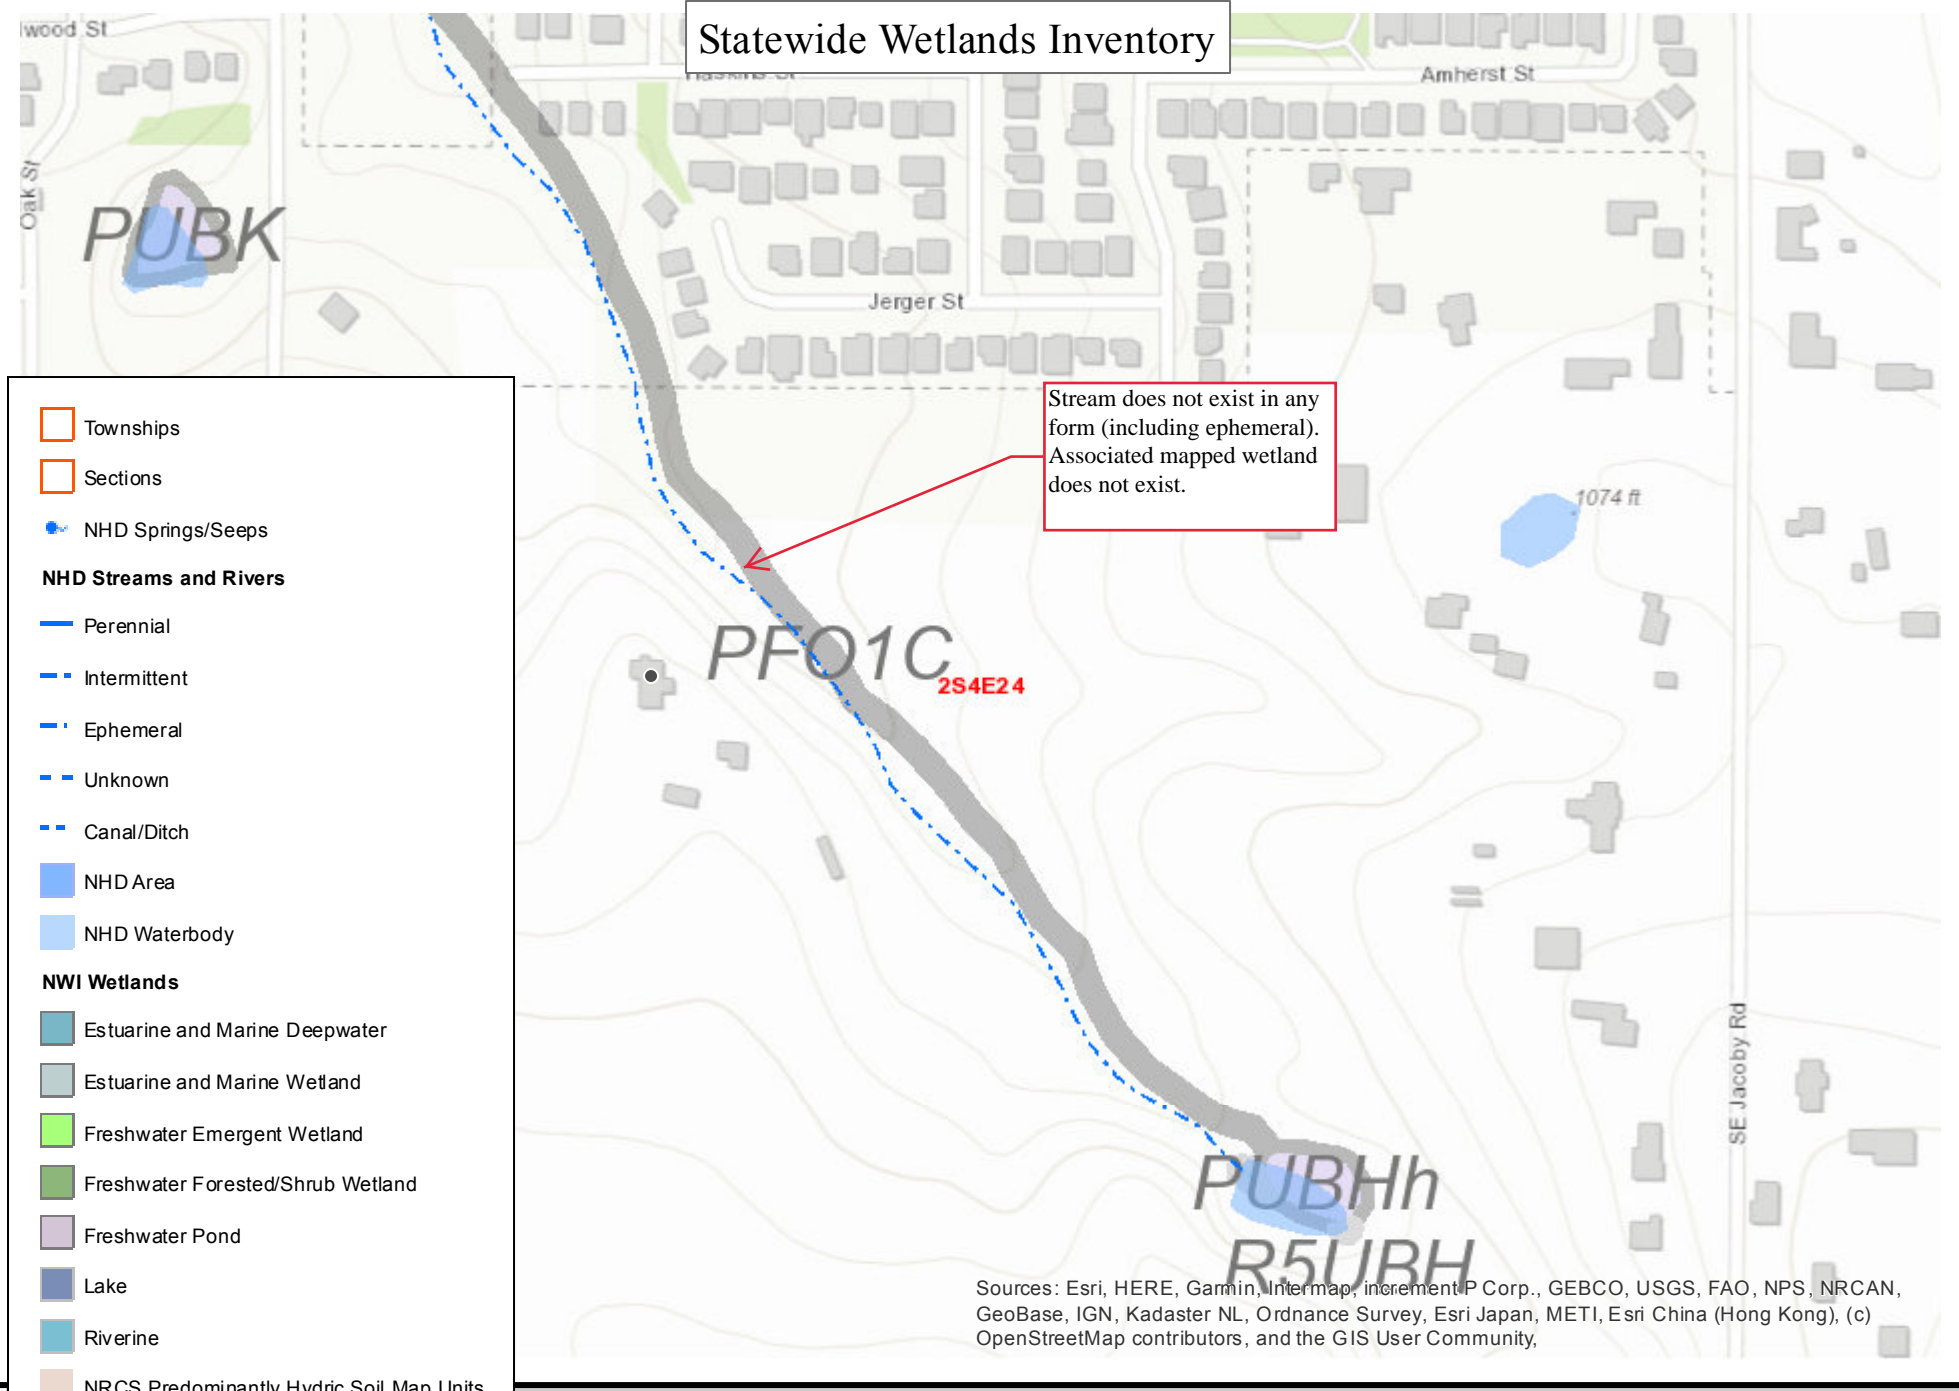 Statewide Wetlands Inventory
wood St
Haskins St
Amherst St
Oak St
PUBK
Jerger St
Stream does not exist in any
form (including ephemeral).
Associated mapped wetland
does not exist.
1074 ft
PFO1C
2S4E24
SE Jacoby Rd
PUBHh
R5UBH
Townships
Sections
NHD Springs/Seeps
NHD Streams and Rivers
Perennial
Intermittent
Ephemeral
Unknown
Canal/Ditch
NHD Area
NHD Waterbody
NWI Wetlands
Estuarine and Marine Deepwater
Estuarine and Marine Wetland
Freshwater Emergent Wetland
Freshwater Forested/Shrub Wetland
Freshwater Pond
Lake
Riverine
NRCS Predominantly Hydric Soil Map Units
Sources: Esri, HERE, Garmin, Intermap, increment P Corp., GEBCO, USGS, FAO, NPS, NRCAN,
GeoBase, IGN, Kadaster NL, Ordnance Survey, Esri Japan, METI, Esri China (Hong Kong), (c)
OpenStreetMap contributors, and the GIS User Community,